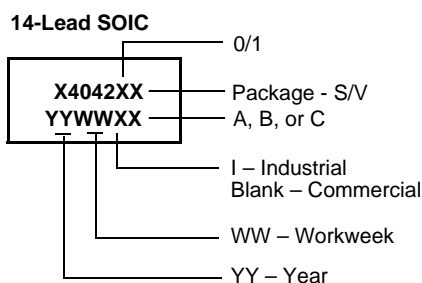 14-Lead SOIC
0/1
X4042XX
Package - S/V
YYWWXX
A, B, or C
I – Industrial
Blank – Commercial
WW – Workweek
YY – Year